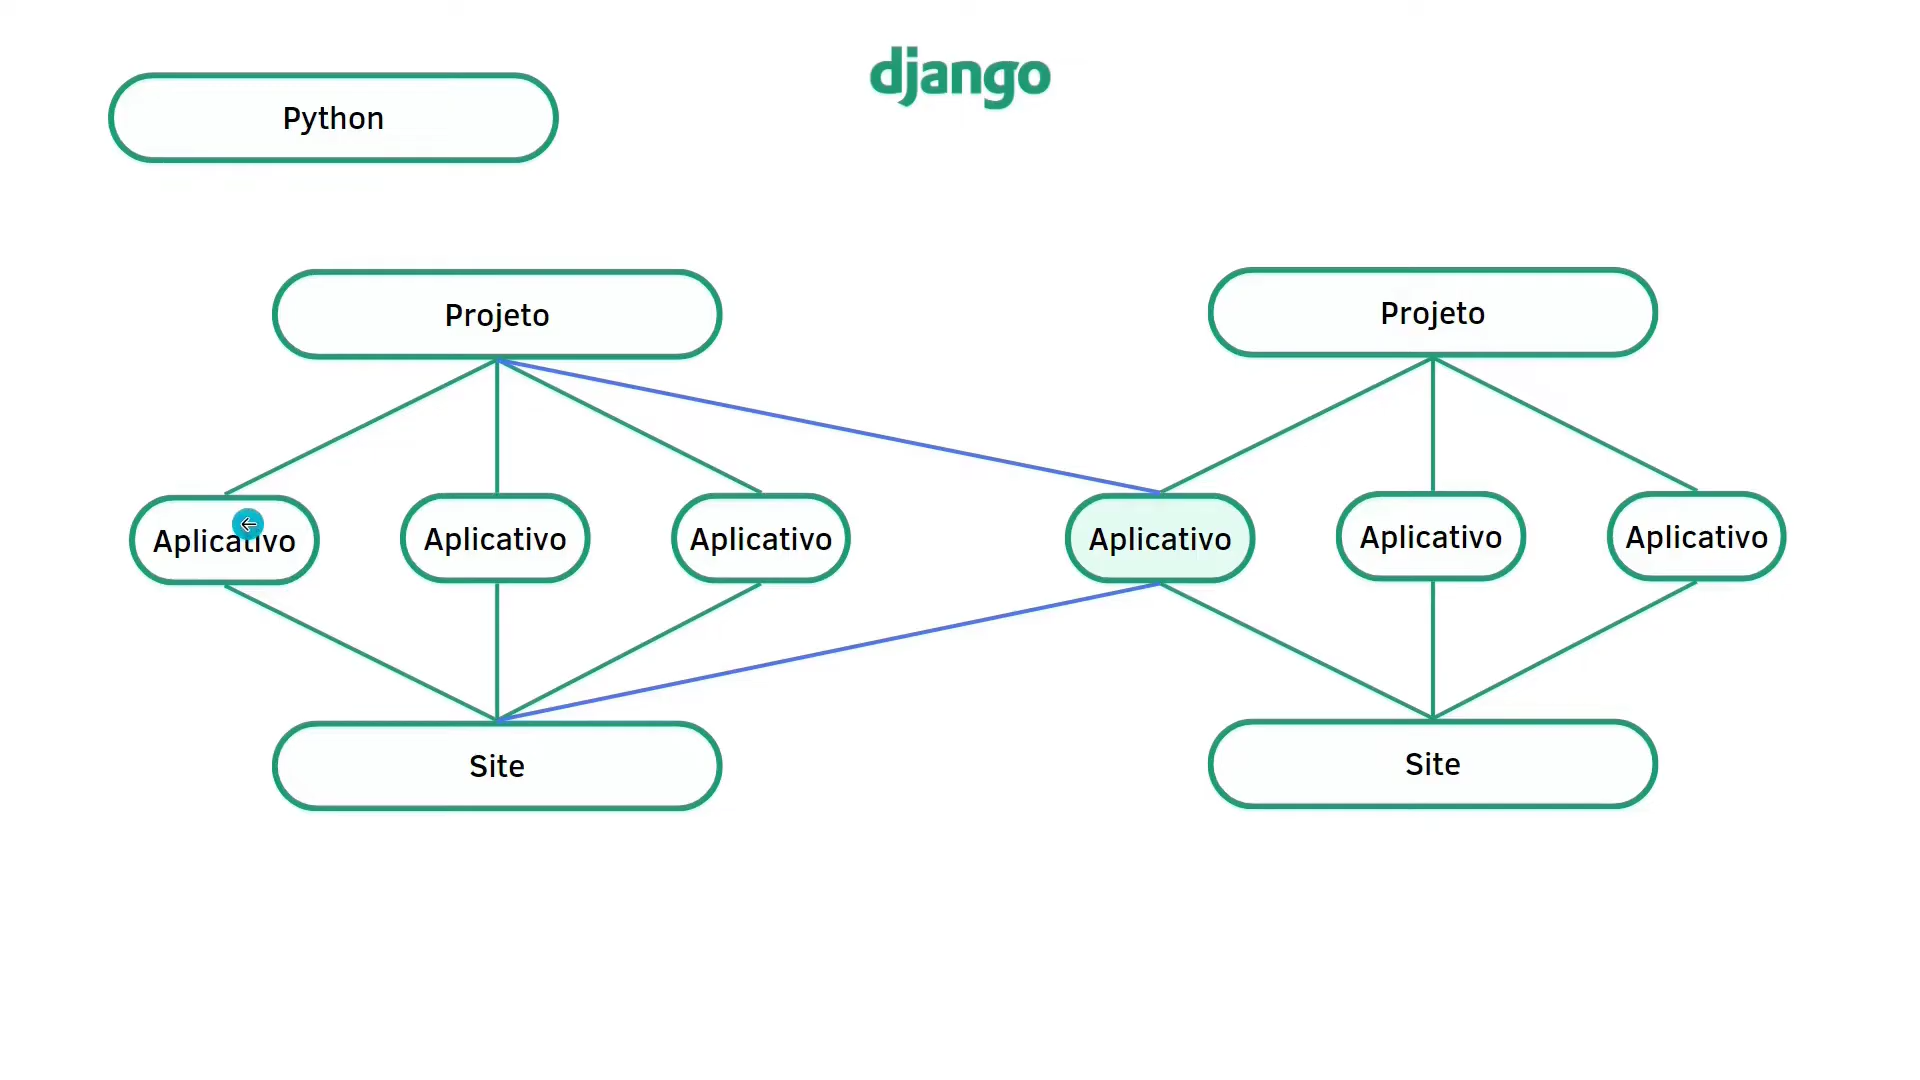 django
Python
Projeto
Projeto
Aplicativo
Aplicativo
Aplicativo
Aplicativo
Aplicativo
Aplicativo
Site
Site